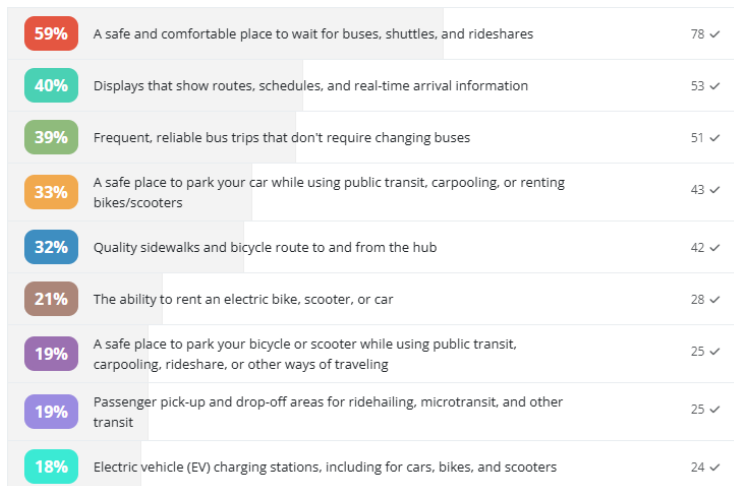 59% A safe and comfortable place to wait for buses, shuttles, and rideshares 78 ✓
40% Displays that show routes, schedules, and real-time arrival information 53 ✓
39% Frequent, reliable bus trips that don't require changing buses 51 ✓
33% A safe place to park your car while using public transit, carpooling, or renting
bikes/scooters 43 ✓
32% Quality sidewalks and bicycle route to and from the hub 42 ✓
21% The ability to rent an electric bike, scooter, or car 28 ✓
19% A safe place to park your bicycle or scooter while using public transit,
carpooling, rideshare, or other ways of traveling 25 ✓
19% Passenger pick-up and drop-off areas for ridehailing, microtransit, and other
transit 25 ✓
18% Electric vehicle (EV) charging stations, including for cars, bikes, and scooters 24 ✓